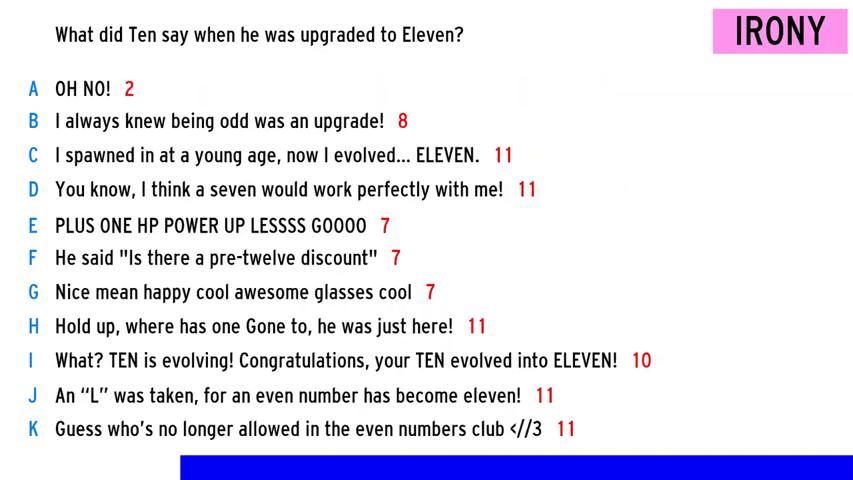 What did Ten say when he was upgraded to Eleven?
IRONY
A OH NO! 2
B I always knew being odd was an upgrade! 8
C I spawned in at a young age, now I evolved... ELEVEN. 11
D You know, I think a seven would work perfectly with me! 11
E PLUS ONE HP POWER UP LESSSS GOOOO 7
F He said "Is there a pre-twelve discount" 7
G Nice mean happy cool awesome glasses cool 7
H Hold up, where has one Gone to, he was just here! 11
I What? TEN is evolving! Congratulations, your TEN evolved into ELEVEN! 10
J An “L” was taken, for an even number has become eleven! 11
K Guess who's no longer allowed in the even numbers club <//3 11